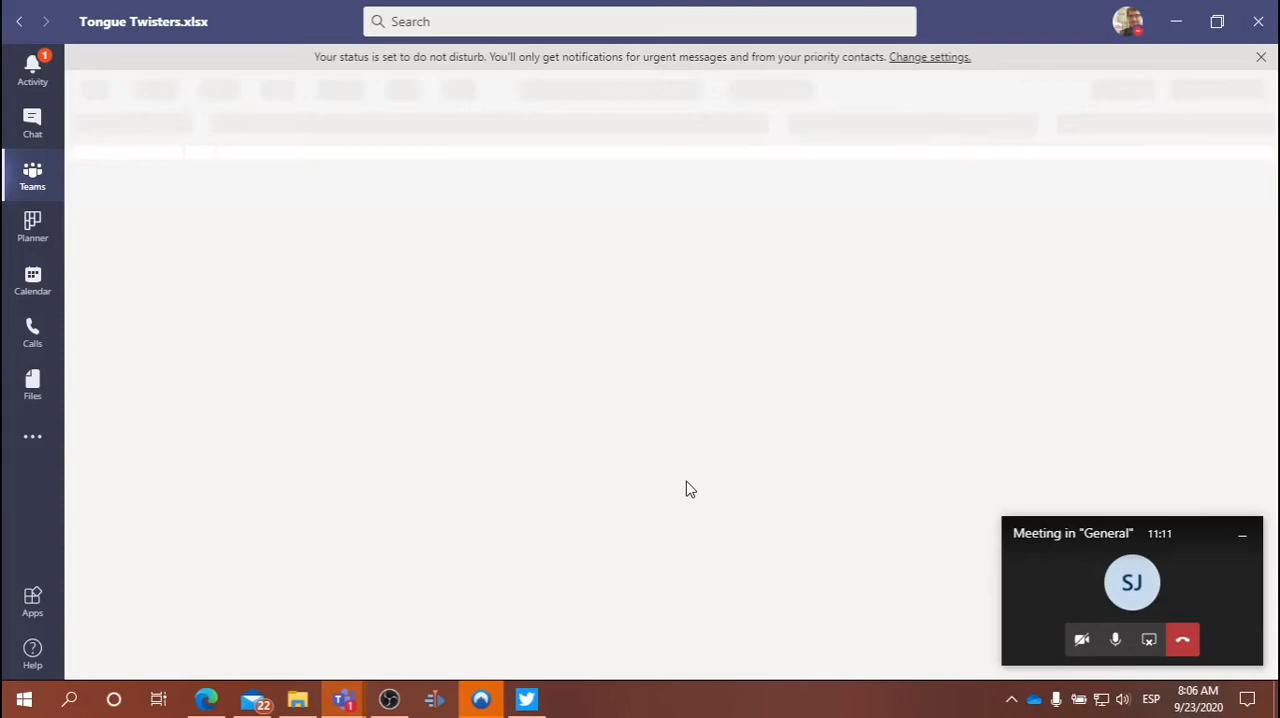 Tongue Twisters.xlsx
Search
Your status is set to do not disturb. You'll only get notifications for urgent messages and from your priority contacts. Change settings.
1
Activity
Chat
Teams
Planner
Calendar
Calls
Files
Apps
Help
Meeting in "General" 11:11
SJ
22
1
ESP
8:06 AM
9/23/2020